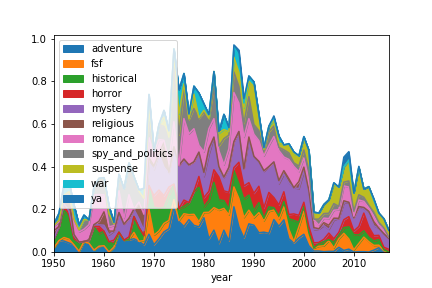 1.0
0.8
0.6
0.4
0.2
0.0
adventure
fsf
historical
horror
mystery
religious
romance
spy_and_politics
suspense
war
ya
1950 1960 1970 1980 1990 2000 2010
year